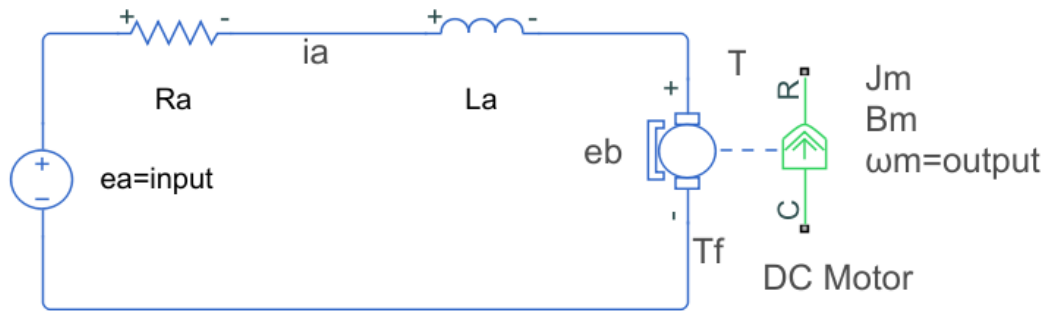 + -
+ -
ia
T
Ra
La
+
R
Jm
Bm
ωm=output
eb
+
−
ea=input
-
C
Tf
DC Motor